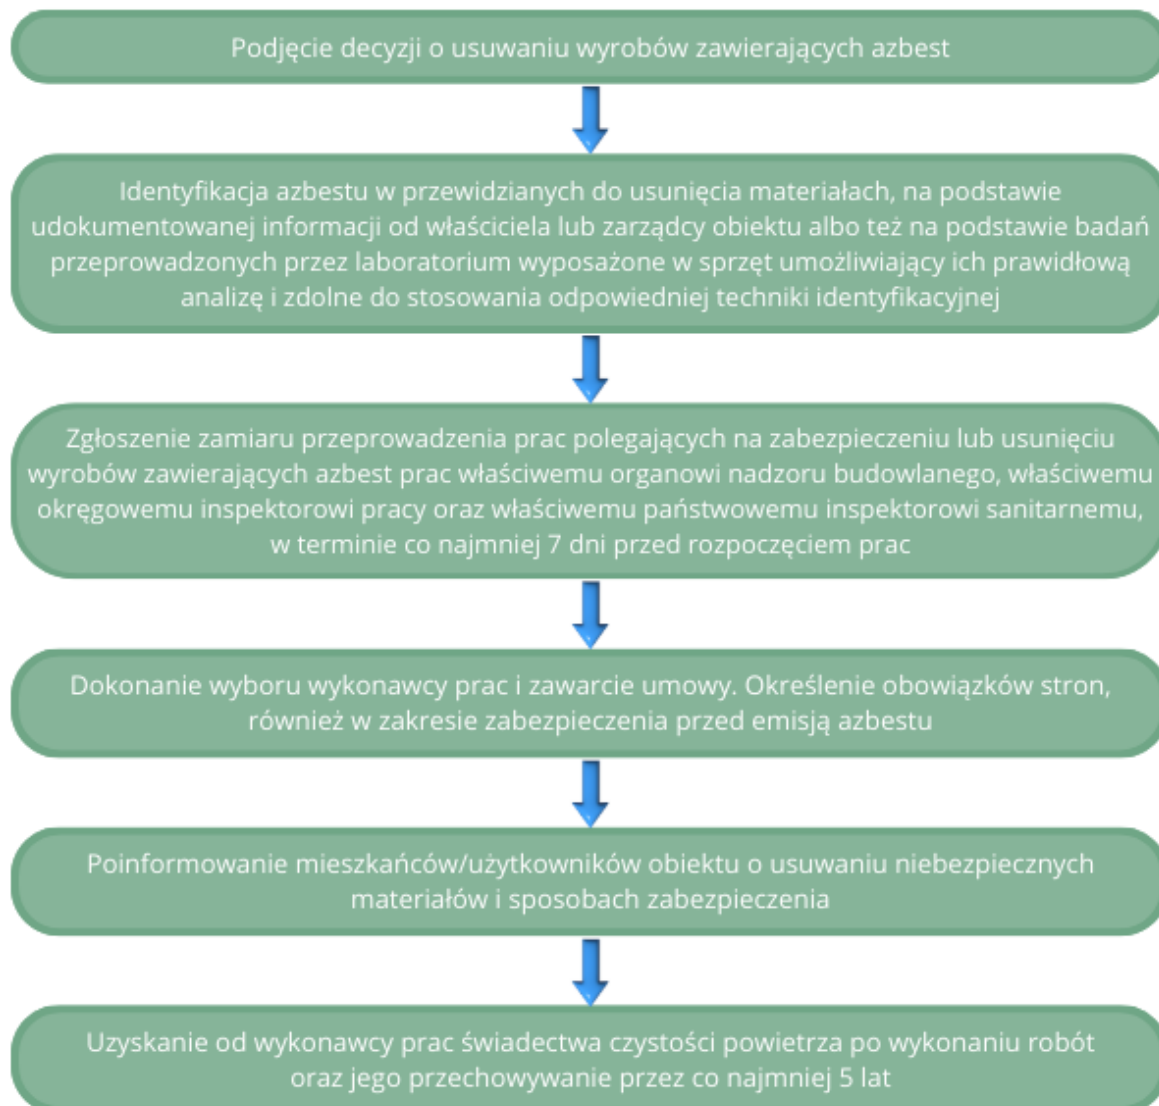 Podjęcie decyzji o usuwaniu wyrobów zawierających azbest
Identyfikacja azbestu w przewidzianych do usunięcia materiałach, na podstawie
udokumentowanej informacji od właściciela lub zarządcy obiektu albo też na podstawie badań
przeprowadzonych przez laboratorium wyposażone w sprzęt umożliwiający ich prawidłową
analizę i zdolne do stosowania odpowiedniej techniki identyfikacyjnej
Zgłoszenie zamiaru przeprowadzenia prac polegających na zabezpieczeniu lub usunięciu
wyrobów zawierających azbest prac właściwemu organowi nadzoru budowlanego, właściwemu
okręgowemu inspektorowi pracy oraz właściwemu państwowemu inspektorowi sanitarnemu,
w terminie co najmniej 7 dni przed rozpoczęciem prac
Dokonanie wyboru wykonawcy prac i zawarcie umowy. Określenie obowiązków stron,
również w zakresie zabezpieczenia przed emisją azbestu
Poinformowanie mieszkańców/użytkowników obiektu o usuwaniu niebezpiecznych
materiałów i sposobach zabezpieczenia
Uzyskanie od wykonawcy prac świadectwa czystości powietrza po wykonaniu robót
oraz jego przechowywanie przez co najmniej 5 lat